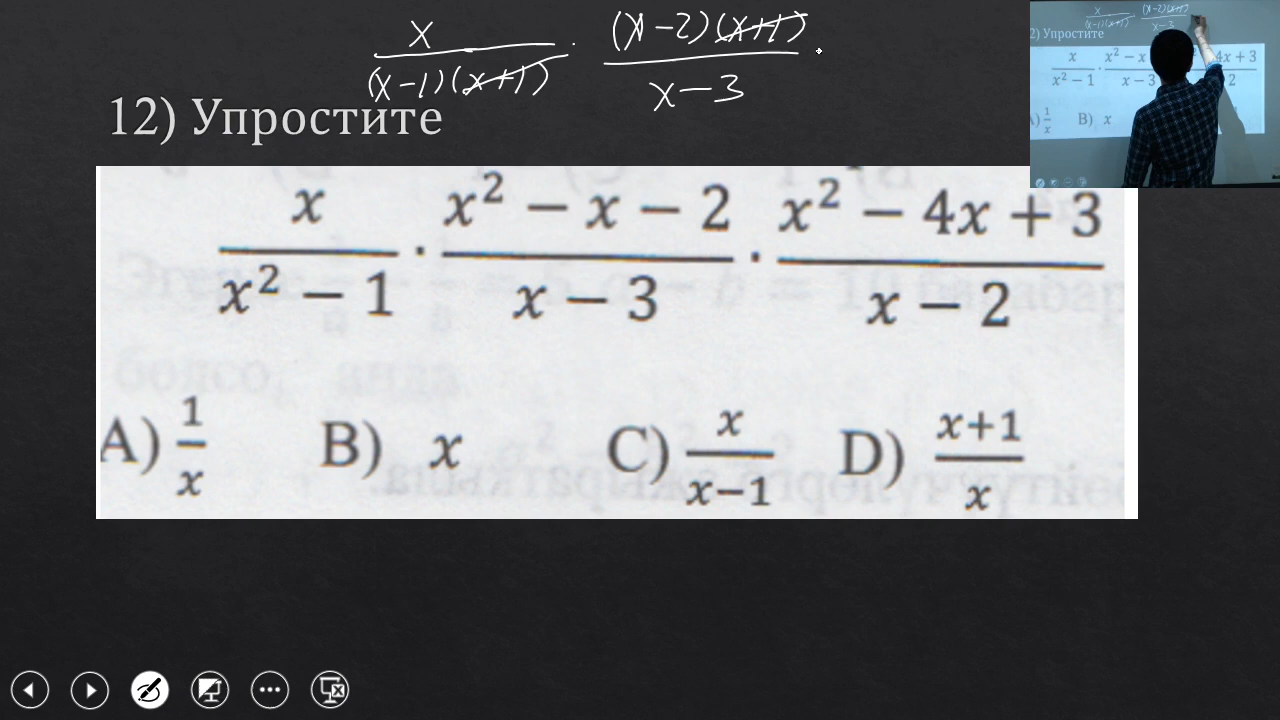 x/((x-1)(x+1)) · ((x-2)(x+1))/(x-3) ·
12) Упростите
x/(x² − 1) · (x² − x − 2)/(x − 3) · (x² − 4x + 3)/(x − 2)
A) 1/x B) x C) x/(x−1) D) (x+1)/x